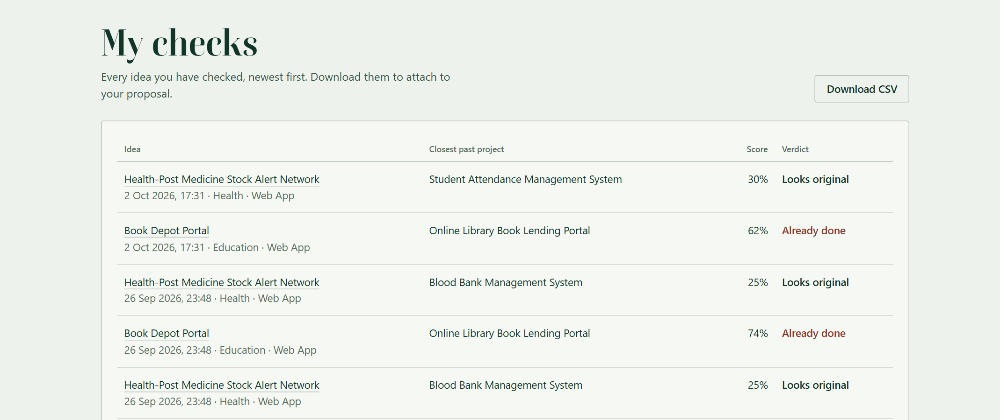 My checks
Every idea you have checked, newest first. Download them to attach to
your proposal.
Download CSV
Idea Closest past project Score Verdict
Health-Post Medicine Stock Alert Network Student Attendance Management System 30% Looks original
2 Oct 2026, 17:31 · Health · Web App
Book Depot Portal Online Library Book Lending Portal 62% Already done
2 Oct 2026, 17:31 · Education · Web App
Health-Post Medicine Stock Alert Network Blood Bank Management System 25% Looks original
26 Sep 2026, 23:48 · Health · Web App
Book Depot Portal Online Library Book Lending Portal 74% Already done
26 Sep 2026, 23:48 · Education · Web App
Health-Post Medicine Stock Alert Network Blood Bank Management System 25% Looks original
26 Sep 2026, 23:48 · Health · Web App